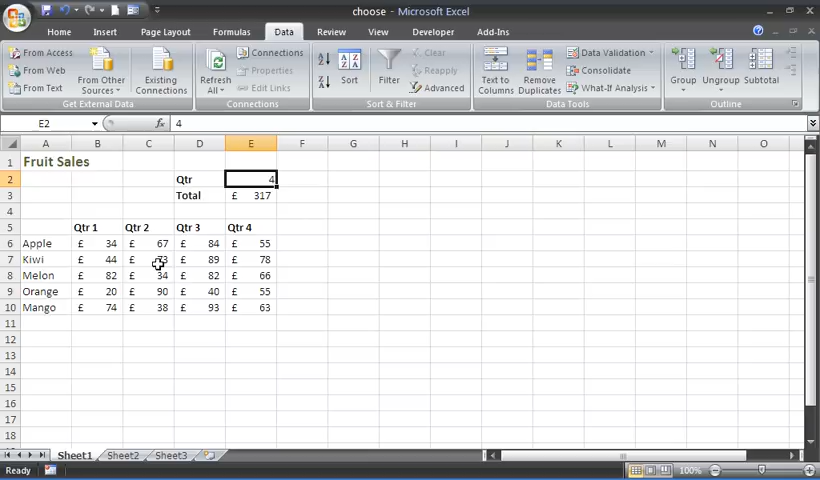 choose - Microsoft Excel
Home Insert Page Layout Formulas Data Review View Developer Add-Ins
From Access
From Web
From Text
From Other Sources
Existing Connections
Get External Data
Refresh All
Connections
Properties
Edit Links
Connections
Sort
Filter
Clear
Reapply
Advanced
Sort & Filter
Text to Columns
Remove Duplicates
Data Validation
Consolidate
What-If Analysis
Data Tools
Group
Ungroup
Subtotal
Outline
E2 fx 4
A B C D E F G H I J K L M N O
1 Fruit Sales
2 Qtr 4
3 Total £ 317
4
5 Qtr 1 Qtr 2 Qtr 3 Qtr 4
6 Apple £ 34 £ 67 £ 84 £ 55
7 Kiwi £ 44 £ 73 £ 89 £ 78
8 Melon £ 82 £ 34 £ 82 £ 66
9 Orange £ 20 £ 90 £ 40 £ 55
10 Mango £ 74 £ 38 £ 93 £ 63
11
12
13
14
15
16
17
18
Sheet1 Sheet2 Sheet3
Ready 100%